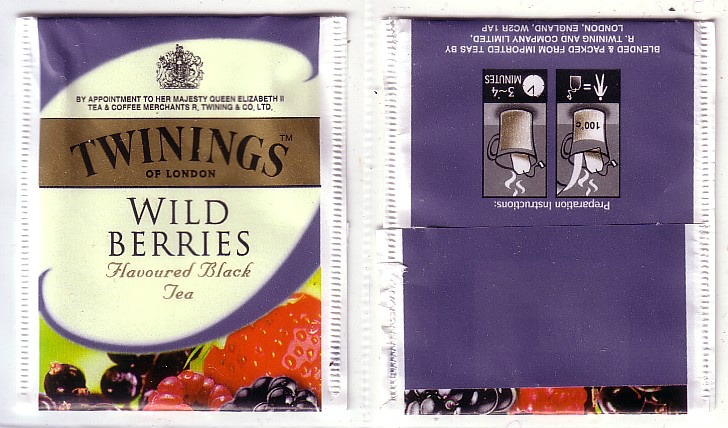 BY APPOINTMENT TO HER MAJESTY QUEEN ELIZABETH II
TEA & COFFEE MERCHANTS R. TWINING & CO. LTD.
TWININGS™
OF LONDON
WILD
BERRIES
Flavoured Black
Tea
Preparation Instructions:
100°C
3~4
MINUTES
BLENDED & PACKED FROM IMPORTED TEAS BY
R. TWINING AND COMPANY LIMITED,
LONDON, ENGLAND, WC2R 1AP